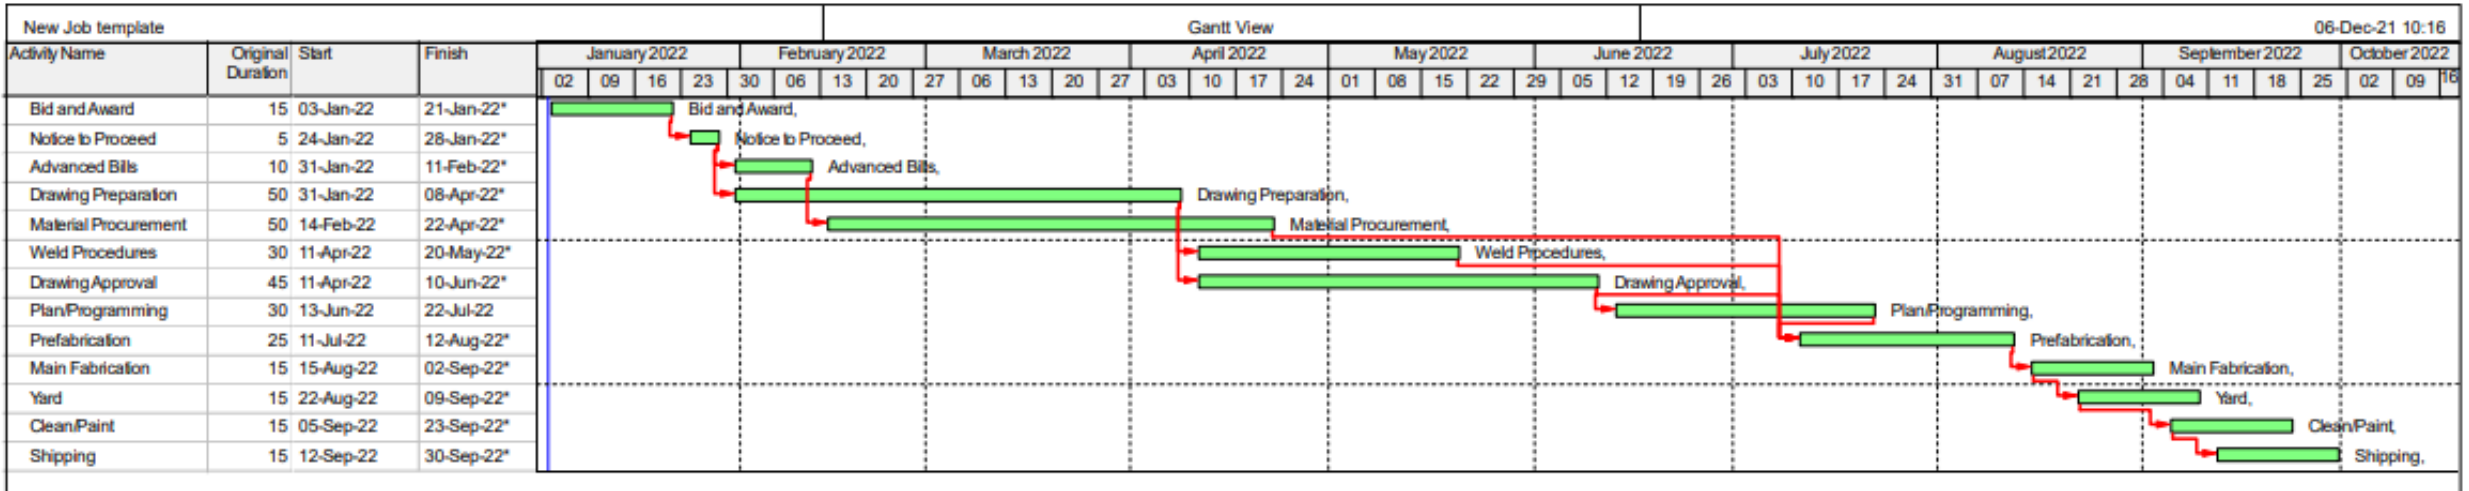 New Job template Gantt View 06-Dec-21 10:16
Activity Name Original Duration Start Finish January 2022 February 2022 March 2022 April 2022 May 2022 June 2022 July 2022 August 2022 September 2022 October 2022
02 09 16 23 30 06 13 20 27 06 13 20 27 03 10 17 24 01 08 15 22 29 05 12 19 26 03 10 17 24 31 07 14 21 28 04 11 18 25 02 09 16
Bid and Award 15 03-Jan-22 21-Jan-22* Bid and Award,
Notice to Proceed 5 24-Jan-22 28-Jan-22* Notice to Proceed,
Advanced Bills 10 31-Jan-22 11-Feb-22* Advanced Bills,
Drawing Preparation 50 31-Jan-22 08-Apr-22* Drawing Preparation,
Material Procurement 50 14-Feb-22 22-Apr-22* Material Procurement,
Weld Procedures 30 11-Apr-22 20-May-22* Weld Procedures,
Drawing Approval 45 11-Apr-22 10-Jun-22* Drawing Approval,
Plan/Programming 30 13-Jun-22 22-Jul-22 Plan/Programming,
Prefabrication 25 11-Jul-22 12-Aug-22* Prefabrication,
Main Fabrication 15 15-Aug-22 02-Sep-22* Main Fabrication,
Yard 15 22-Aug-22 09-Sep-22* Yard,
Clean/Paint 15 05-Sep-22 23-Sep-22* Clean/Paint,
Shipping 15 12-Sep-22 30-Sep-22* Shipping,